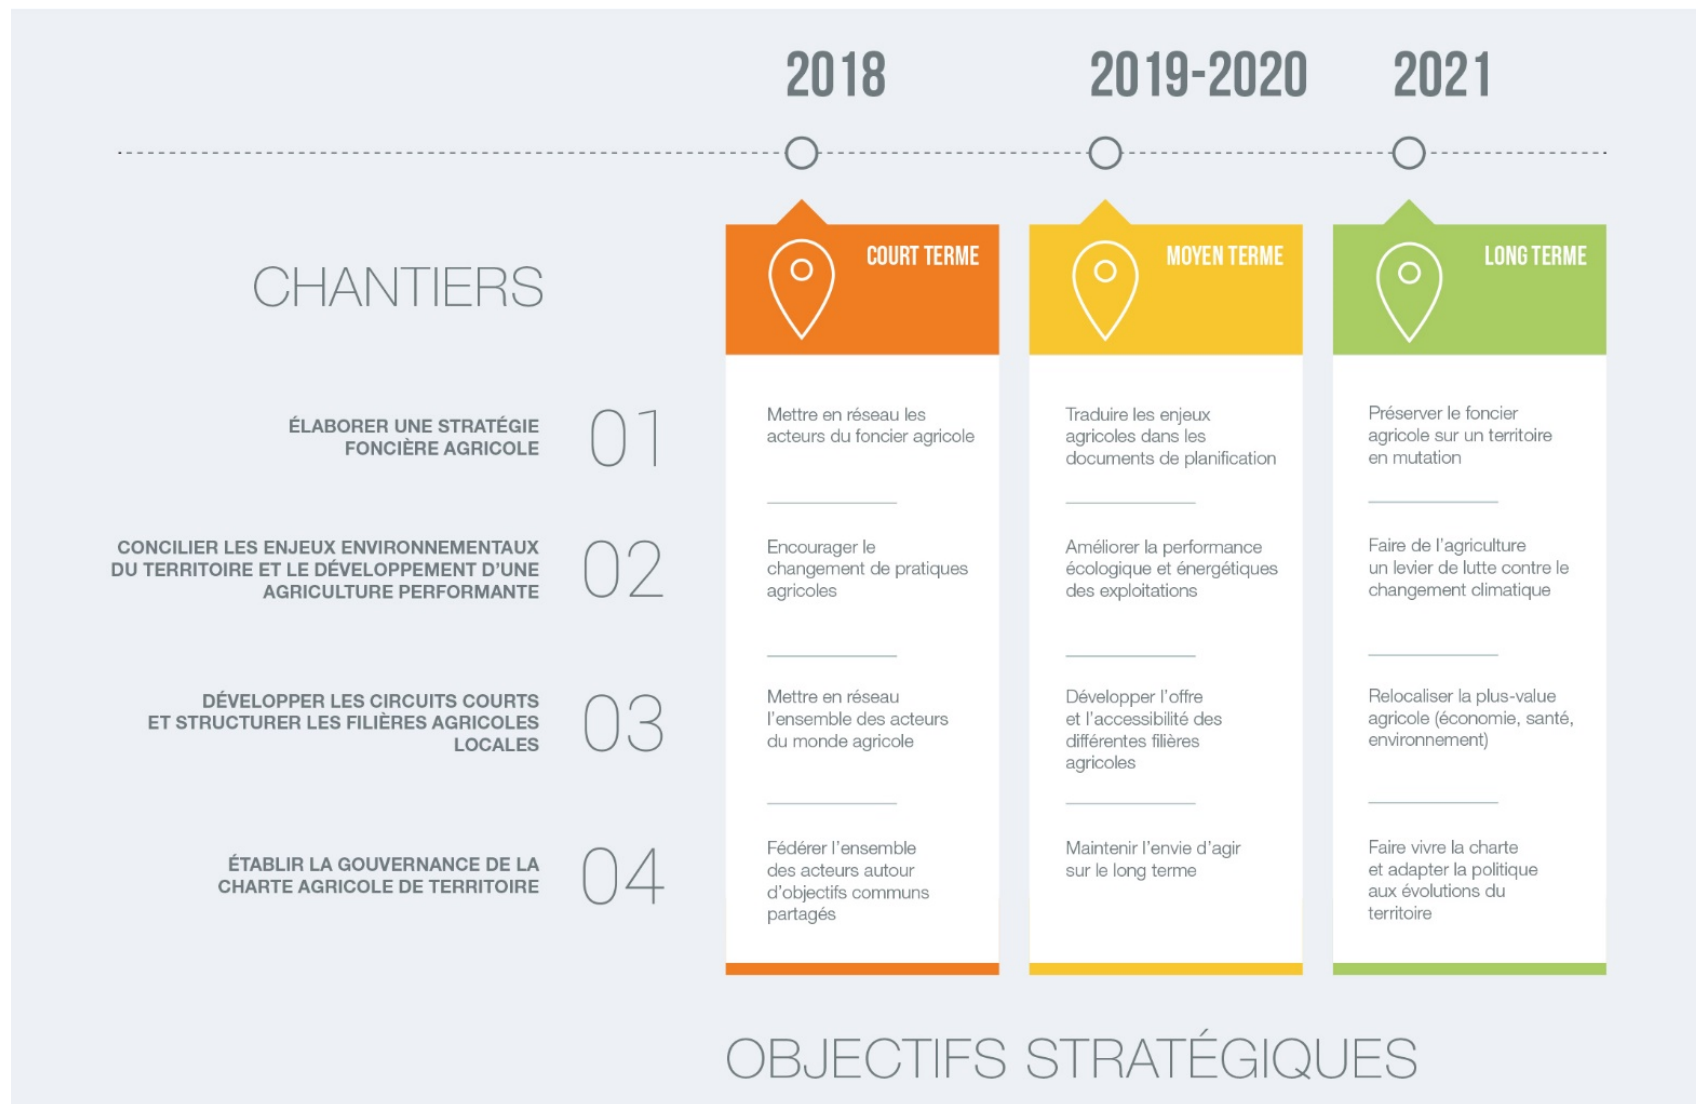 2018
2019-2020
2021
CHANTIERS
COURT TERME
MOYEN TERME
LONG TERME
ÉLABORER UNE STRATÉGIE
FONCIÈRE AGRICOLE
01
Mettre en réseau les
acteurs du foncier agricole
Traduire les enjeux
agricoles dans les
documents de planification
Préserver le foncier
agricole sur un territoire
en mutation
CONCILIER LES ENJEUX ENVIRONNEMENTAUX
DU TERRITOIRE ET LE DÉVELOPPEMENT D'UNE
AGRICULTURE PERFORMANTE
02
Encourager le
changement de pratiques
agricoles
Améliorer la performance
écologique et énergétiques
des exploitations
Faire de l'agriculture
un levier de lutte contre le
changement climatique
DÉVELOPPER LES CIRCUITS COURTS
ET STRUCTURER LES FILIÈRES AGRICOLES
LOCALES
03
Mettre en réseau
l'ensemble des acteurs
du monde agricole
Développer l'offre
et l'accessibilité des
différentes filières
agricoles
Relocaliser la plus-value
agricole (économie, santé,
environnement)
ÉTABLIR LA GOUVERNANCE DE LA
CHARTE AGRICOLE DE TERRITOIRE
04
Fédérer l'ensemble
des acteurs autour
d'objectifs communs
partagés
Maintenir l'envie d'agir
sur le long terme
Faire vivre la charte
et adapter la politique
aux évolutions du
territoire
OBJECTIFS STRATÉGIQUES